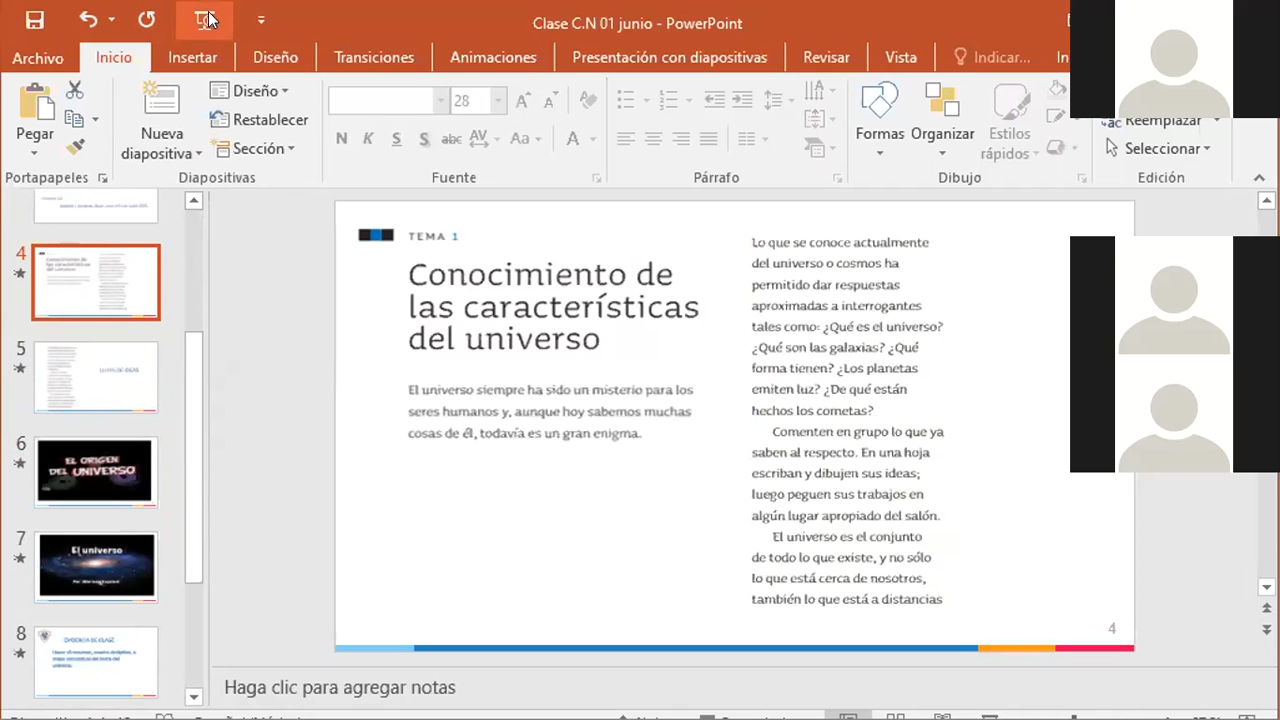 Clase C.N 01 junio - PowerPoint
Archivo Inicio Insertar Diseño Transiciones Animaciones Presentación con diapositivas Revisar Vista Indicar...
Pegar
Nueva diapositiva
Diseño
Restablecer
Sección
28
N K S S abc AV Aa A
Formas Organizar Estilos rápidos
Reemplazar
Seleccionar
Portapapeles Diapositivas Fuente Párrafo Dibujo Edición
4
5
6
EL ORIGEN
DEL UNIVERSO
7
El universo
8
TEMA 1
Conocimiento de
las características
del universo
El universo siempre ha sido un misterio para los
seres humanos y, aunque hoy sabemos muchas
cosas de él, todavía es un gran enigma.
Lo que se conoce actualmente
del universo o cosmos ha
permitido dar respuestas
aproximadas a interrogantes
tales como: ¿Qué es el universo?
¿Qué son las galaxias? ¿Qué
forma tienen? ¿Los planetas
emiten luz? ¿De qué están
hechos los cometas?
Comenten en grupo lo que ya
saben al respecto. En una hoja
escriban y dibujen sus ideas;
luego peguen sus trabajos en
algún lugar apropiado del salón.
El universo es el conjunto
de todo lo que existe, y no sólo
lo que está cerca de nosotros,
también lo que está a distancias
4
Haga clic para agregar notas